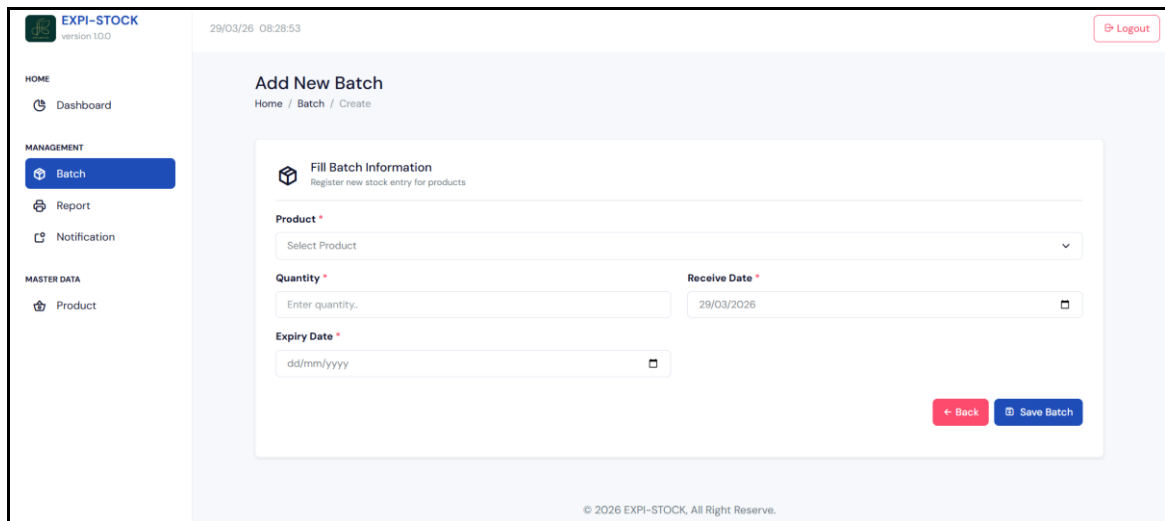 EXPI-STOCK
version 1.0.0
29/03/26 08:28:53
Logout
HOME
Dashboard
MANAGEMENT
Batch
Report
Notification
MASTER DATA
Product
Add New Batch
Home / Batch / Create
Fill Batch Information
Register new stock entry for products
Product *
Select Product
Quantity *
Enter quantity..
Receive Date *
29/03/2026
Expiry Date *
dd/mm/yyyy
← Back
Save Batch
© 2026 EXPI-STOCK, All Right Reserve.